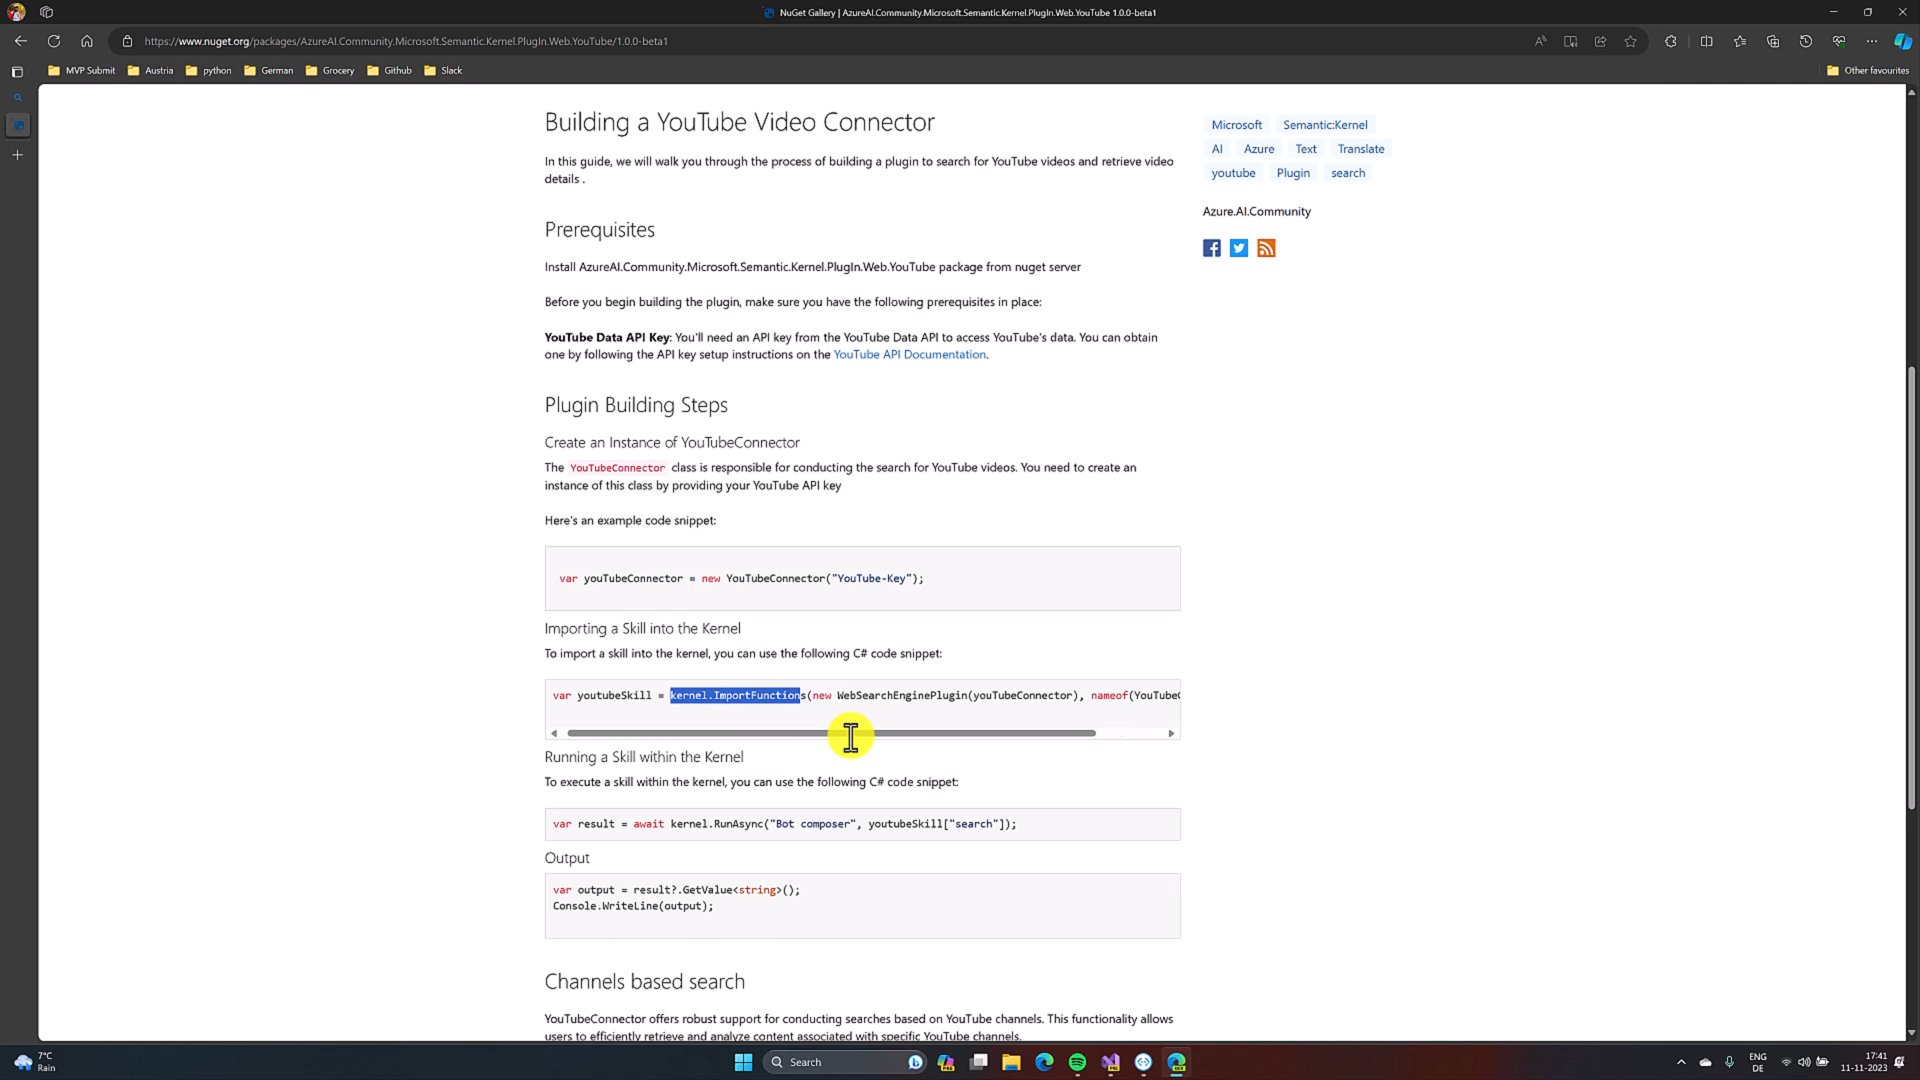 NuGet Gallery | AzureAI.Community.Microsoft.Semantic.Kernel.PlugIn.Web.YouTube 1.0.0-beta1
https://www.nuget.org/packages/AzureAI.Community.Microsoft.Semantic.Kernel.PlugIn.Web.YouTube/1.0.0-beta1
MVP Submit Austria python German Grocery Github Slack Other favourites
Building a YouTube Video Connector
In this guide, we will walk you through the process of building a plugin to search for YouTube videos and retrieve video
details .
Prerequisites
Install AzureAI.Community.Microsoft.Semantic.Kernel.PlugIn.Web.YouTube package from nuget server
Before you begin building the plugin, make sure you have the following prerequisites in place:
YouTube Data API Key: You'll need an API key from the YouTube Data API to access YouTube's data. You can obtain
one by following the API key setup instructions on the YouTube API Documentation.
Plugin Building Steps
Create an Instance of YouTubeConnector
The YouTubeConnector class is responsible for conducting the search for YouTube videos. You need to create an
instance of this class by providing your YouTube API key
Here's an example code snippet:
var youTubeConnector = new YouTubeConnector("YouTube-Key");
Importing a Skill into the Kernel
To import a skill into the kernel, you can use the following C# code snippet:
var youtubeSkill = kernel.ImportFunctions(new WebSearchEnginePlugin(youTubeConnector), nameof(YouTubeC
Running a Skill within the Kernel
To execute a skill within the kernel, you can use the following C# code snippet:
var result = await kernel.RunAsync("Bot composer", youtubeSkill["search"]);
Output
var output = result?.GetValue<string>();
Console.WriteLine(output);
Channels based search
YouTubeConnector offers robust support for conducting searches based on YouTube channels. This functionality allows
users to efficiently retrieve and analyze content associated with specific YouTube channels.
Microsoft Semantic:Kernel
AI Azure Text Translate
youtube Plugin search
Azure.AI.Community
7°C
Rain
Search
ENG
DE
17:41
11-11-2023